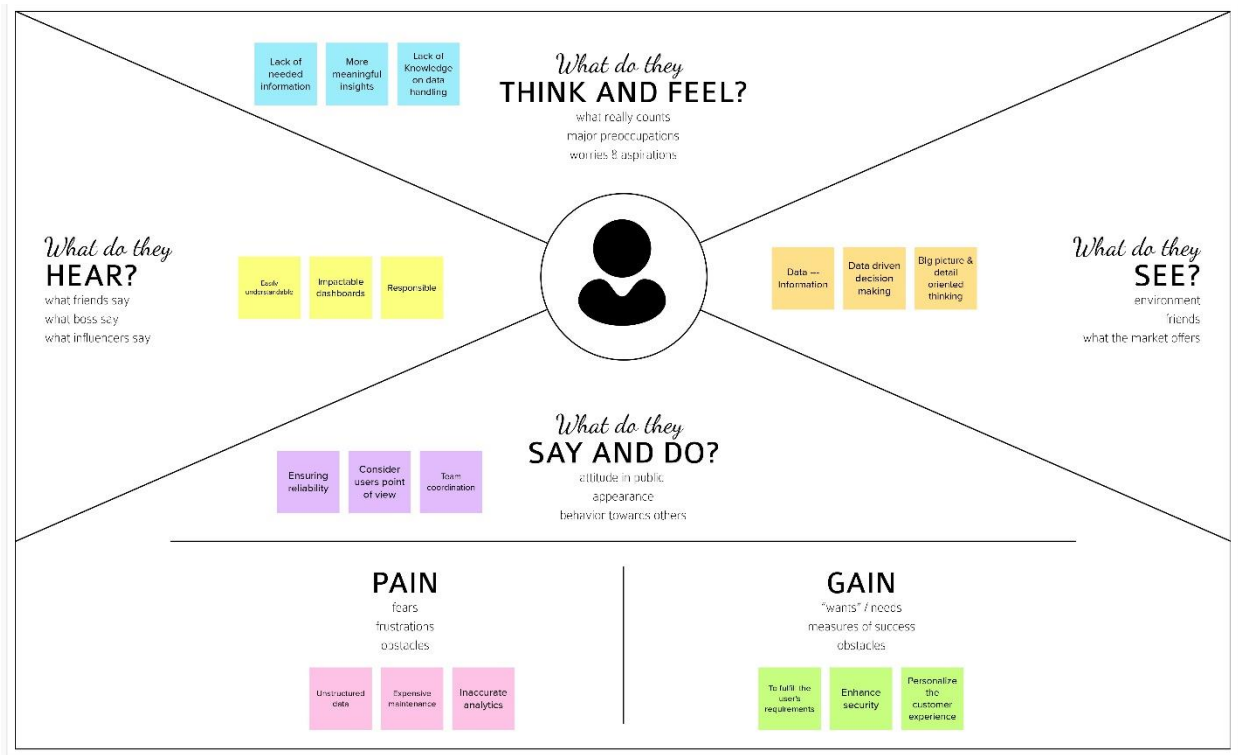 Lack of
needed
information
More
meaningful
insights
Lack of
Knowledge
on data
handling
What do they
THINK AND FEEL?
what really counts
major preoccupations
worries & aspirations
What do they
HEAR?
what friends say
what boss say
what influencers say
Easily
understandable
Impactable
dashboards
Responsible
Data ---
Information
Data driven
decision
making
Big picture &
detail
oriented
thinking
What do they
SEE?
environment
friends
what the market offers
What do they
SAY AND DO?
attitude in public
appearance
behavior towards others
Ensuring
reliability
Consider
users point
of view
Team
coordination
PAIN
fears
frustrations
obstacles
Unstructured
data
Expensive
maintenance
Inaccurate
analytics
GAIN
"wants" / needs
measures of success
obstacles
To fulfil the
user's
requirements
Enhance
security
Personalize
the
customer
experience